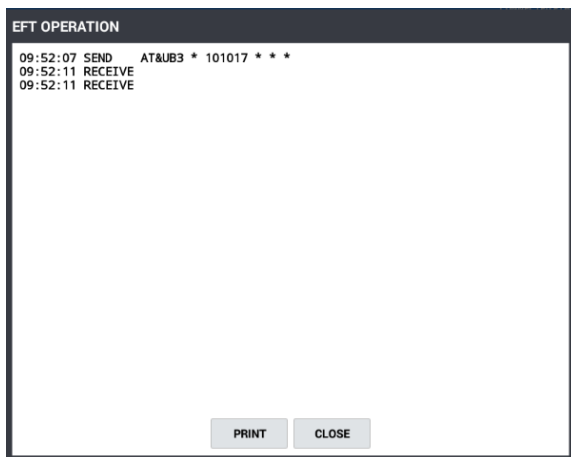 EFT OPERATION
09:52:07 SEND AT&UB3 * 101017 * * *
09:52:11 RECEIVE
09:52:11 RECEIVE
PRINT CLOSE